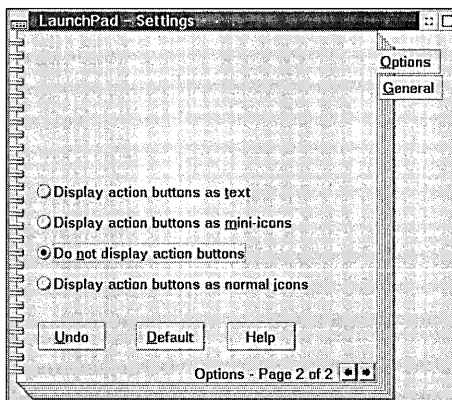 LaunchPad – Settings
Options
General
Display action buttons as text
Display action buttons as mini-icons
Do not display action buttons
Display action buttons as normal icons
Undo Default Help
Options - Page 2 of 2